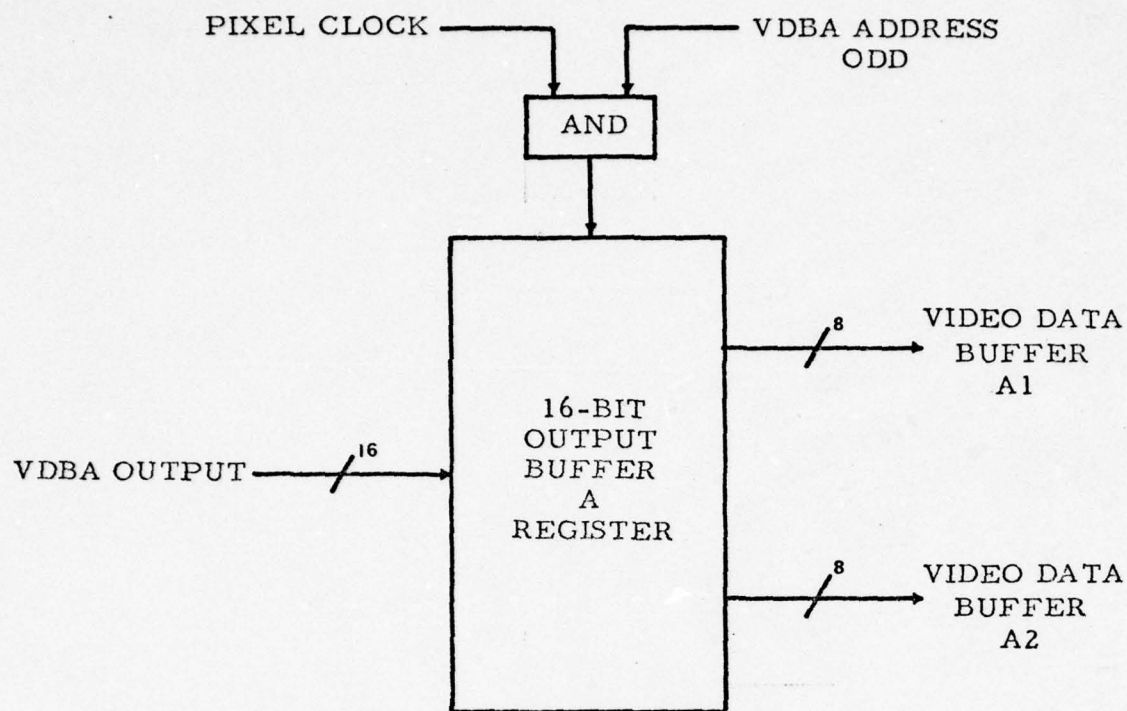 PIXEL CLOCK
VDBA ADDRESS
ODD
AND
8
VIDEO DATA
BUFFER
A1
16-BIT
OUTPUT
BUFFER
A
REGISTER
VDBA OUTPUT
16
8
VIDEO DATA
BUFFER
A2